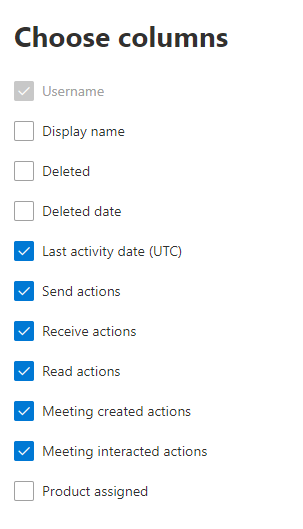 Choose columns
Username
Display name
Deleted
Deleted date
Last activity date (UTC)
Send actions
Receive actions
Read actions
Meeting created actions
Meeting interacted actions
Product assigned